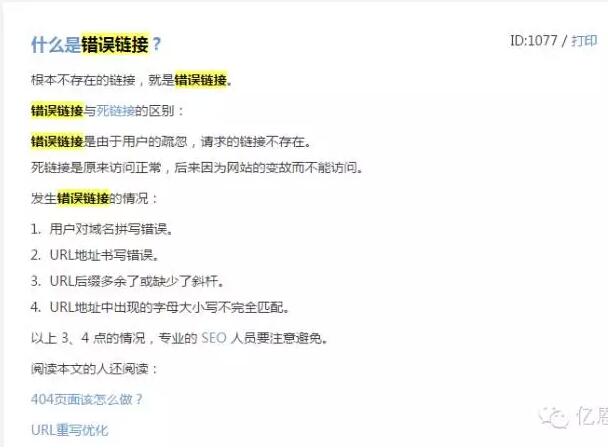 什么是错误链接？
ID:1077 / 打印
根本不存在的链接，就是错误链接。
错误链接与死链接的区别：
错误链接是由于用户的疏忽，请求的链接不存在。
死链接是原来访问正常，后来因为网站的变故而不能访问。
发生错误链接的情况：
1. 用户对域名拼写错误。
2. URL地址书写错误。
3. URL后缀多余了或缺少了斜杆。
4. URL地址中出现的字母大小写不完全匹配。
以上 3、4 点的情况，专业的 SEO 人员要注意避免。
阅读本文的人还阅读：
404页面该怎么做？
URL重写优化
亿恩